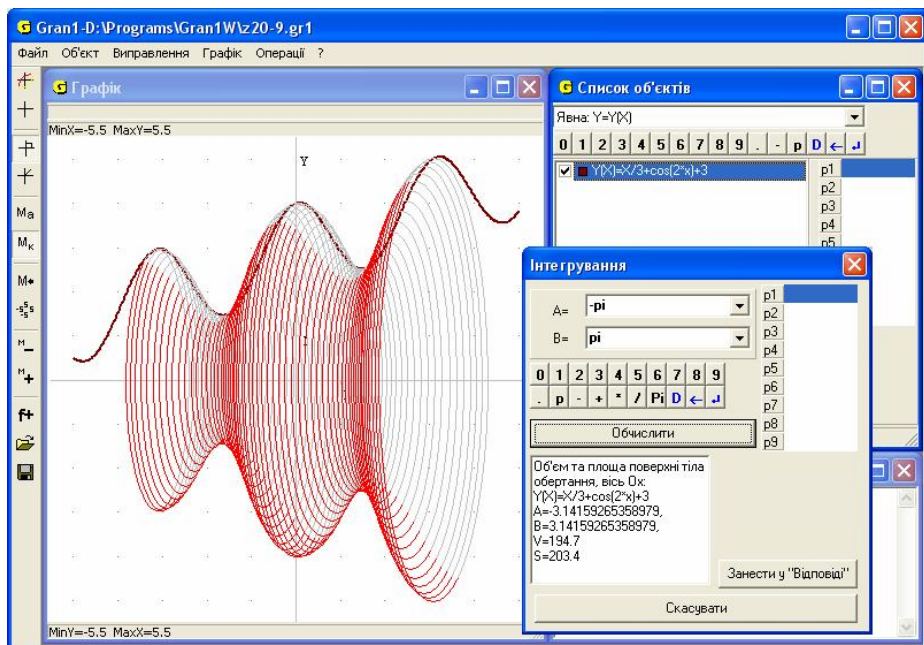 Gran1-D:\Programs\Gran1W\z20-9.gr1
Файл Об'єкт Виправлення Графік Операції ?
Графік
MinX=-5.5 MaxY=5.5
Y
1
MinY=-5.5 MaxX=5.5
Ma
Мк
M
-5 5 5
M
M
f+
Список об'єктів
Явна: Y=Y(X)
0 1 2 3 4 5 6 7 8 9 . - p D ← ↲
Y(X)=X/3+cos(2*x)+3
p1
p2
p3
p4
p5
Інтегрування
A= -pi
B= pi
0 1 2 3 4 5 6 7 8 9
. p - + * / Pi D ← ↲
Обчислити
p1
p2
p3
p4
p5
p6
p7
p8
p9
Об'єм та площа поверхні тіла
обертання, вісь Ox:
Y(X)=X/3+cos(2*x)+3
A=-3.14159265358979,
B=3.14159265358979,
V=194.7
S=203.4
Занести у "Відповіді"
Скасувати